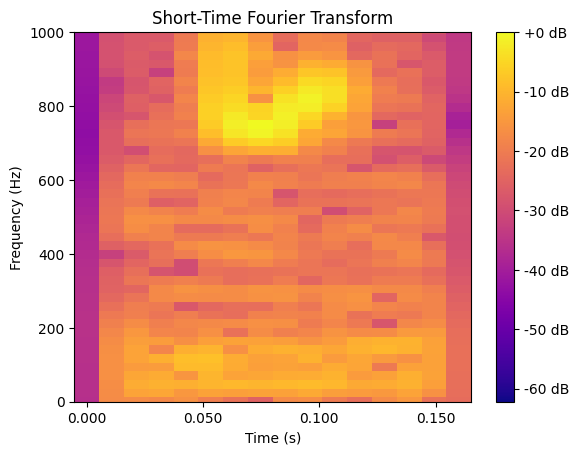 Short-Time Fourier Transform
1000
800
600
400
200
0
Frequency (Hz)
0.000
0.050
0.100
0.150
Time (s)
+0 dB
-10 dB
-20 dB
-30 dB
-40 dB
-50 dB
-60 dB